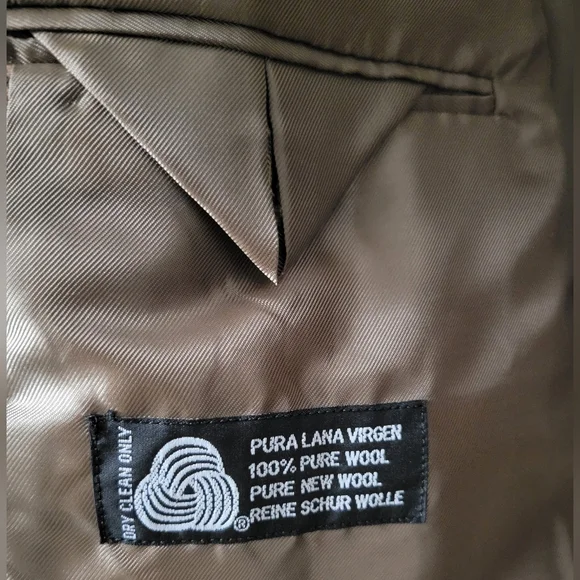 DRY CLEAN ONLY
PURA LANA VIRGEN
100% PURE WOOL
PURE NEW WOOL
REINE SCHUR WOLLE
®